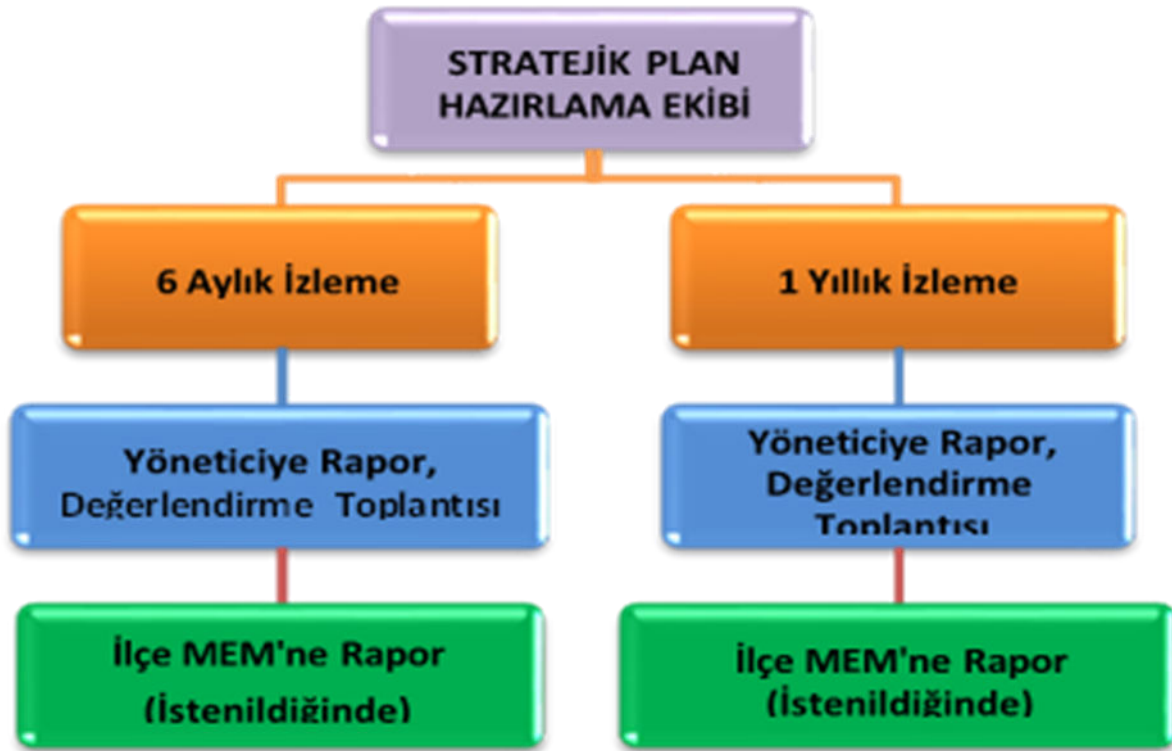 STRATEJİK PLAN
HAZIRLAMA EKİBİ
6 Aylık İzleme
1 Yıllık İzleme
Yöneticiye Rapor,
Değerlendirme Toplantısı
Yöneticiye Rapor,
Değerlendirme
Toplantısı
İlçe MEM'ne Rapor
(İstenildiğinde)
İlçe MEM'ne Rapor
(İstenildiğinde)